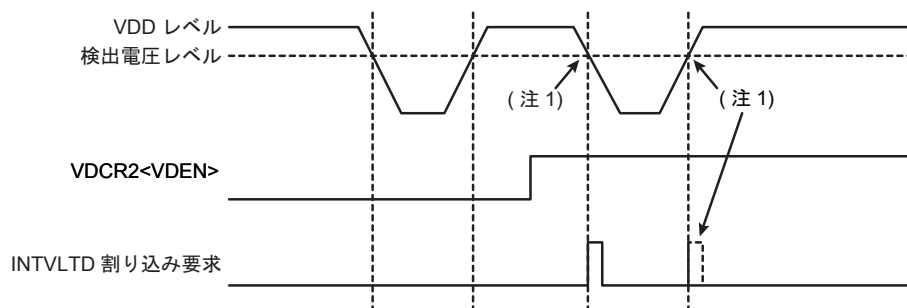 VDD レベル
検出電圧レベル
( 注 1)
( 注 1)
VDCR2<VDEN>
INTVLTD 割り込み要求